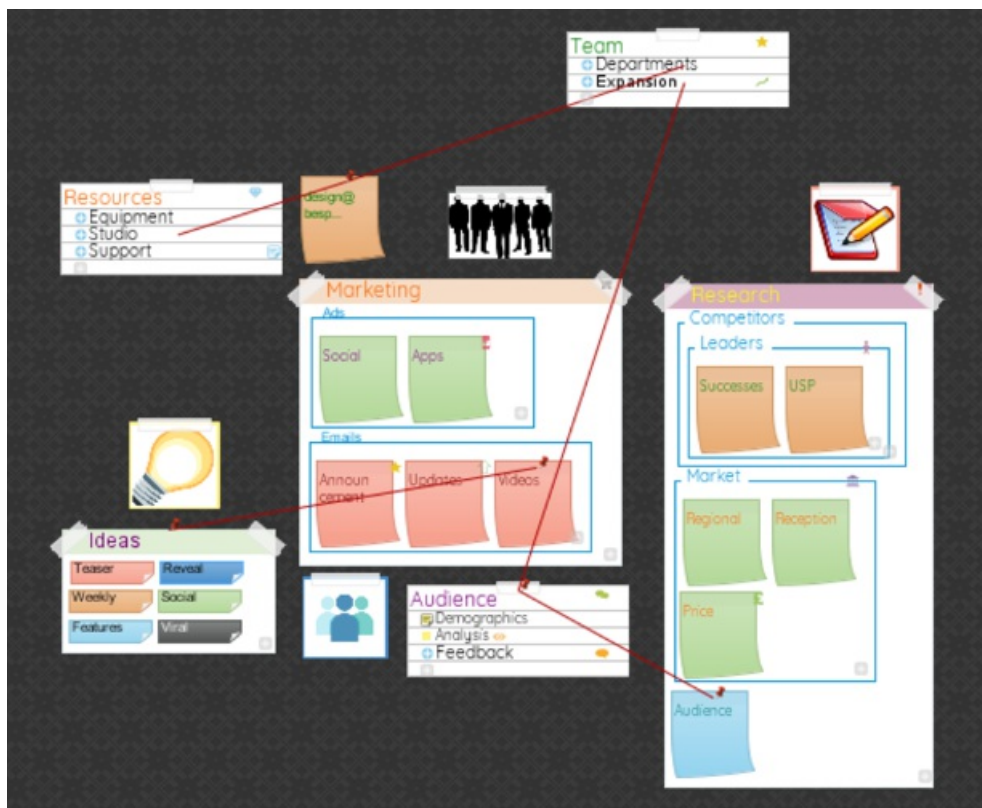 Team
Departments
Expansion
Resources
Equipment
Studio
Support
design@
besp...
Marketing
Ads
Social
Apps
Emails
Announ
cement
Updates
Videos
Research
Competitors
Leaders
Successes
USP
Market
Regional
Reception
Price
£
Audience
Ideas
Teaser
Reveal
Weekly
Social
Features
Viral
Audience
Demographics
Analysis
Feedback